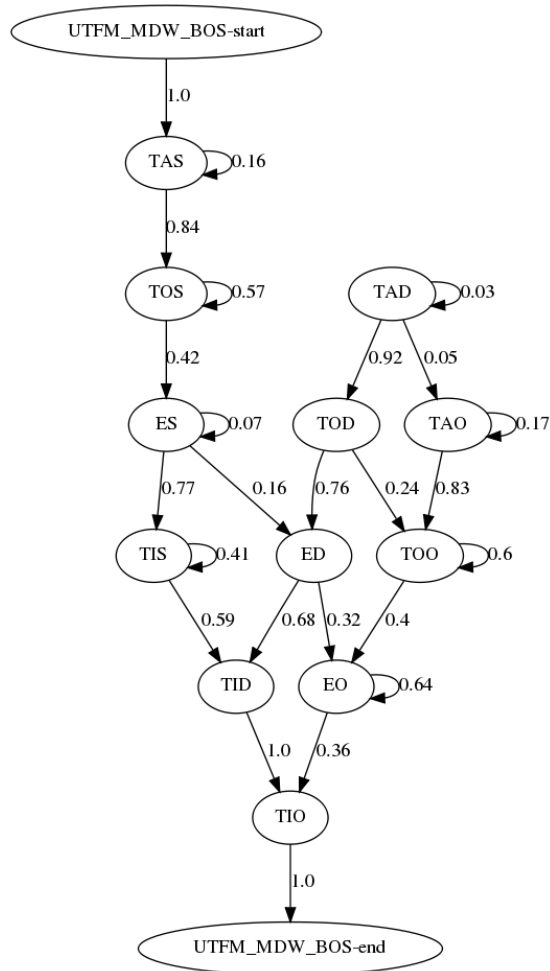 UTFM_MDW_BOS-start
1.0
TAS
0.16
0.84
TOS
0.57
TAD
0.03
0.42
0.92
0.05
ES
0.07
TOD
TAO
0.17
0.77
0.16
0.76
0.24
0.83
TIS
0.41
ED
TOO
0.6
0.59
0.68
0.32
0.4
TID
EO
0.64
1.0
0.36
TIO
1.0
UTFM_MDW_BOS-end